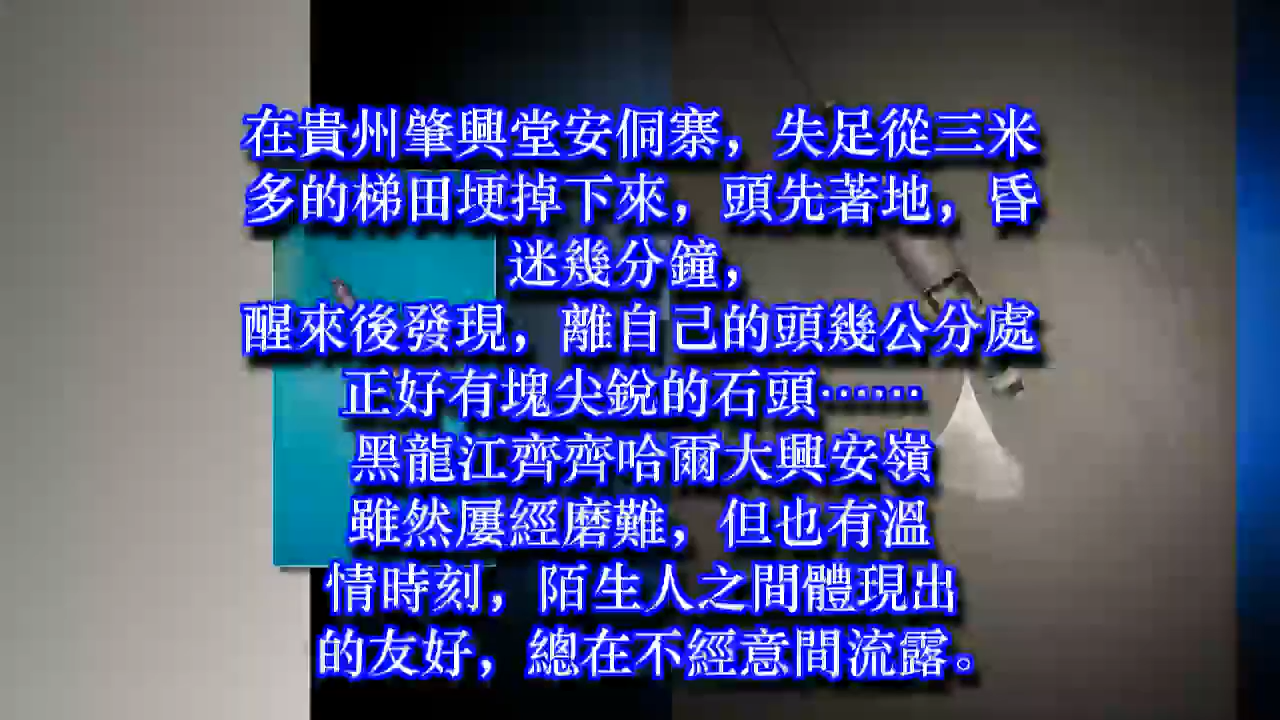 在貴州肇興堂安侗寨，失足從三米
多的梯田埂掉下來，頭先著地，昏
迷幾分鐘，
醒來後發現，離自己的頭幾公分處
正好有塊尖銳的石頭……
黑龍江齊齊哈爾大興安嶺
雖然屢經磨難，但也有溫
情時刻，陌生人之間體現出
的友好，總在不經意間流露。